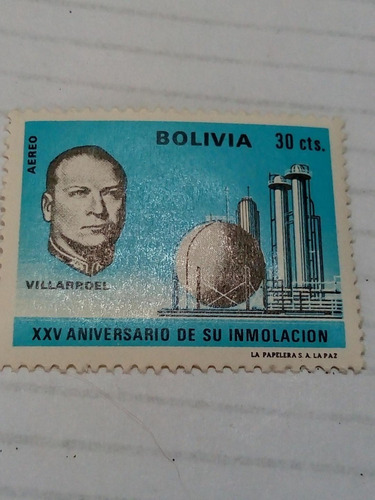 AEREO
BOLIVIA 30 cts.
VILLARROEL
XXV ANIVERSARIO DE SU INMOLACION
LA PAPELERA S. A. LA PAZ